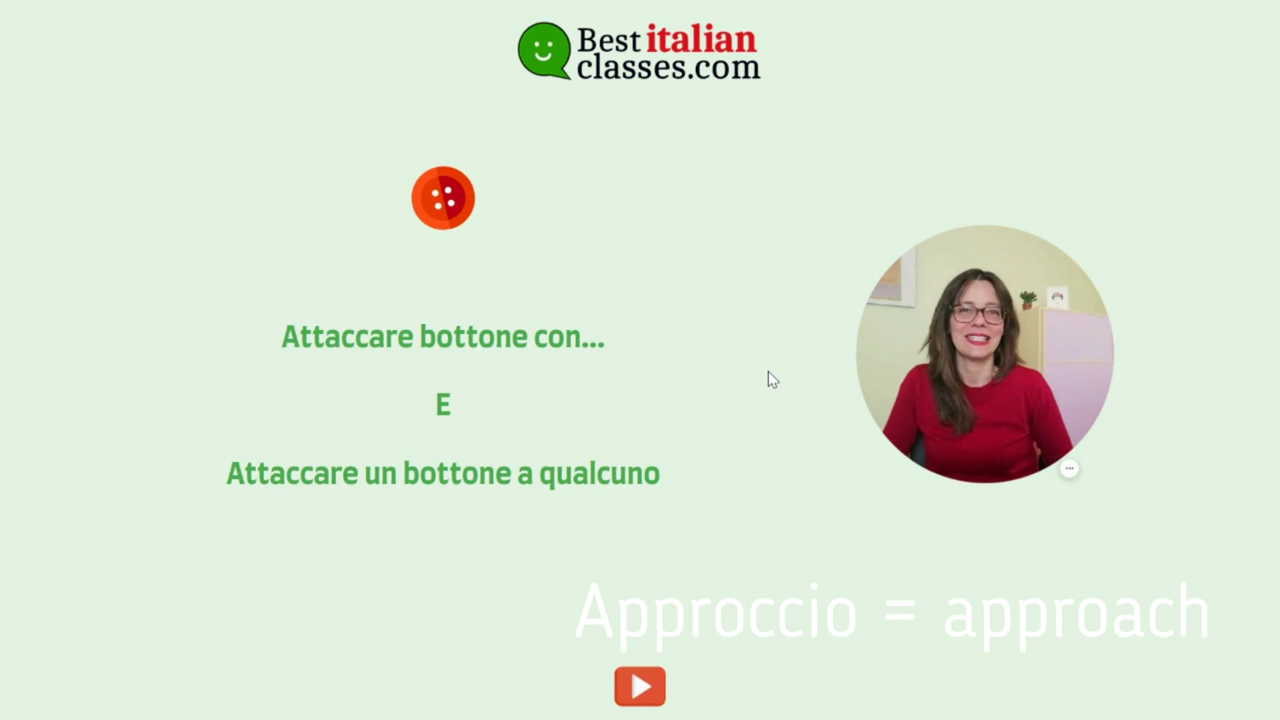 Best italian
classes.com
Attaccare bottone con...
E
Attaccare un bottone a qualcuno
Approccio = approach